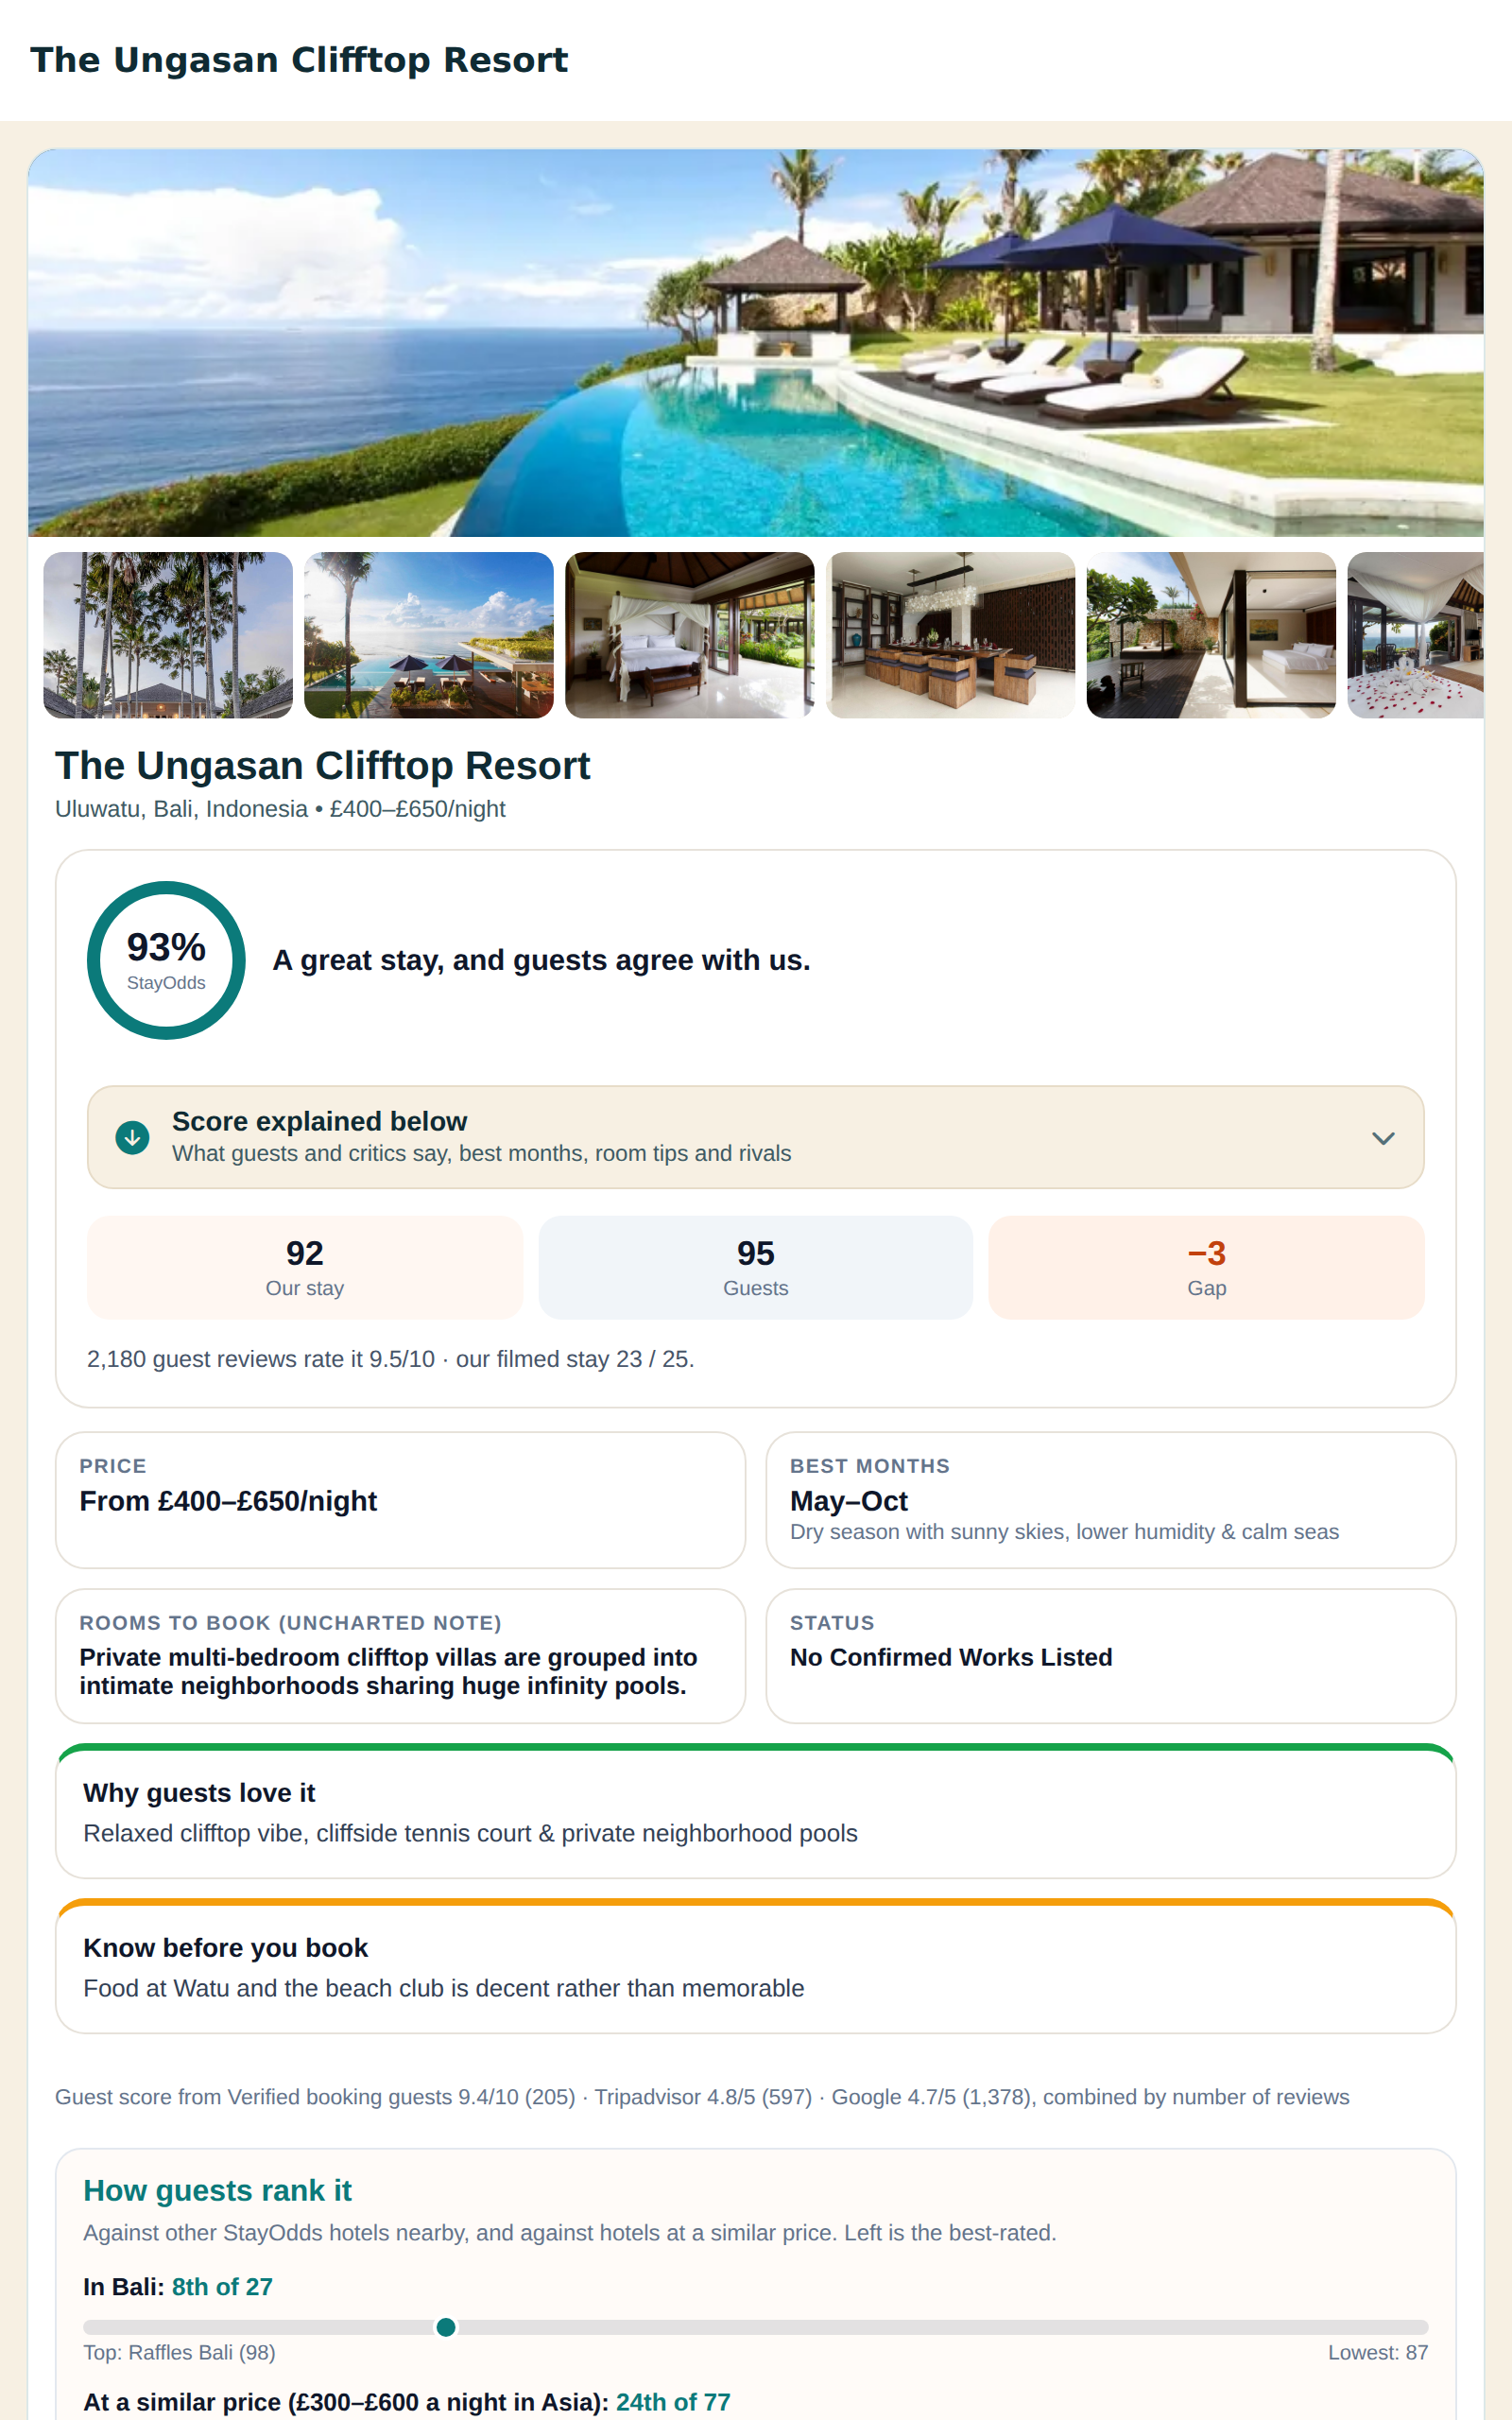 The Ungasan Clifftop Resort
The Ungasan Clifftop Resort
Uluwatu, Bali, Indonesia • £400–£650/night
93%
StayOdds
A great stay, and guests agree with us.
Score explained below
What guests and critics say, best months, room tips and rivals
92
Our stay
95
Guests
−3
Gap
2,180 guest reviews rate it 9.5/10 · our filmed stay 23 / 25.
PRICE
From £400–£650/night
BEST MONTHS
May–Oct
Dry season with sunny skies, lower humidity & calm seas
ROOMS TO BOOK (UNCHARTED NOTE)
Private multi-bedroom clifftop villas are grouped into
intimate neighborhoods sharing huge infinity pools.
STATUS
No Confirmed Works Listed
Why guests love it
Relaxed clifftop vibe, cliffside tennis court & private neighborhood pools
Know before you book
Food at Watu and the beach club is decent rather than memorable
Guest score from Verified booking guests 9.4/10 (205) · Tripadvisor 4.8/5 (597) · Google 4.7/5 (1,378), combined by number of reviews
How guests rank it
Against other StayOdds hotels nearby, and against hotels at a similar price. Left is the best-rated.
In Bali: 8th of 27
Top: Raffles Bali (98)
Lowest: 87
At a similar price (£300–£600 a night in Asia): 24th of 77